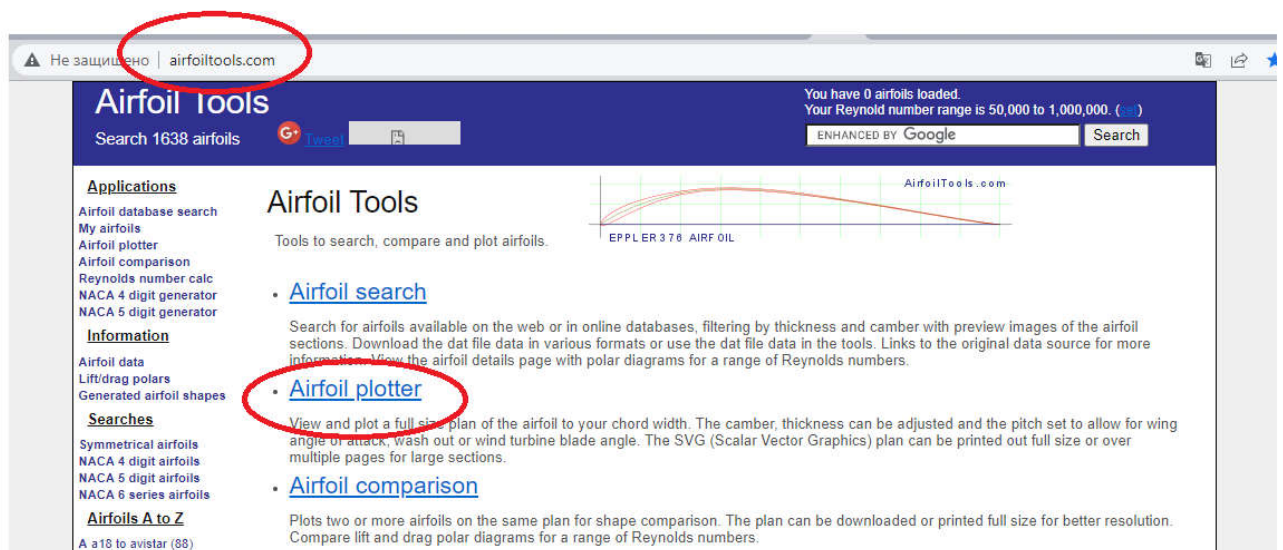 Не защищено | airfoiltools.com
Airfoil Tools
Search 1638 airfoils
G+ Tweet
You have 0 airfoils loaded.
Your Reynold number range is 50,000 to 1,000,000. (set)
ENHANCED BY Google Search
Applications
Airfoil database search
My airfoils
Airfoil plotter
Airfoil comparison
Reynolds number calc
NACA 4 digit generator
NACA 5 digit generator
Information
Airfoil data
Lift/drag polars
Generated airfoil shapes
Searches
Symmetrical airfoils
NACA 4 digit airfoils
NACA 5 digit airfoils
NACA 6 series airfoils
Airfoils A to Z
A a18 to avistar (88)
Airfoil Tools
Tools to search, compare and plot airfoils.
AirfoilTools.com
EPPLER376 AIRFOIL
Airfoil search
Search for airfoils available on the web or in online databases, filtering by thickness and camber with preview images of the airfoil
sections. Download the dat file data in various formats or use the dat file data in the tools. Links to the original data source for more
information. View the airfoil details page with polar diagrams for a range of Reynolds numbers.
Airfoil plotter
View and plot a full size plan of the airfoil to your chord width. The camber, thickness can be adjusted and the pitch set to allow for wing
angle of attack, wash out or wind turbine blade angle. The SVG (Scalar Vector Graphics) plan can be printed out full size or over
multiple pages for large sections.
Airfoil comparison
Plots two or more airfoils on the same plan for shape comparison. The plan can be downloaded or printed full size for better resolution.
Compare lift and drag polar diagrams for a range of Reynolds numbers.